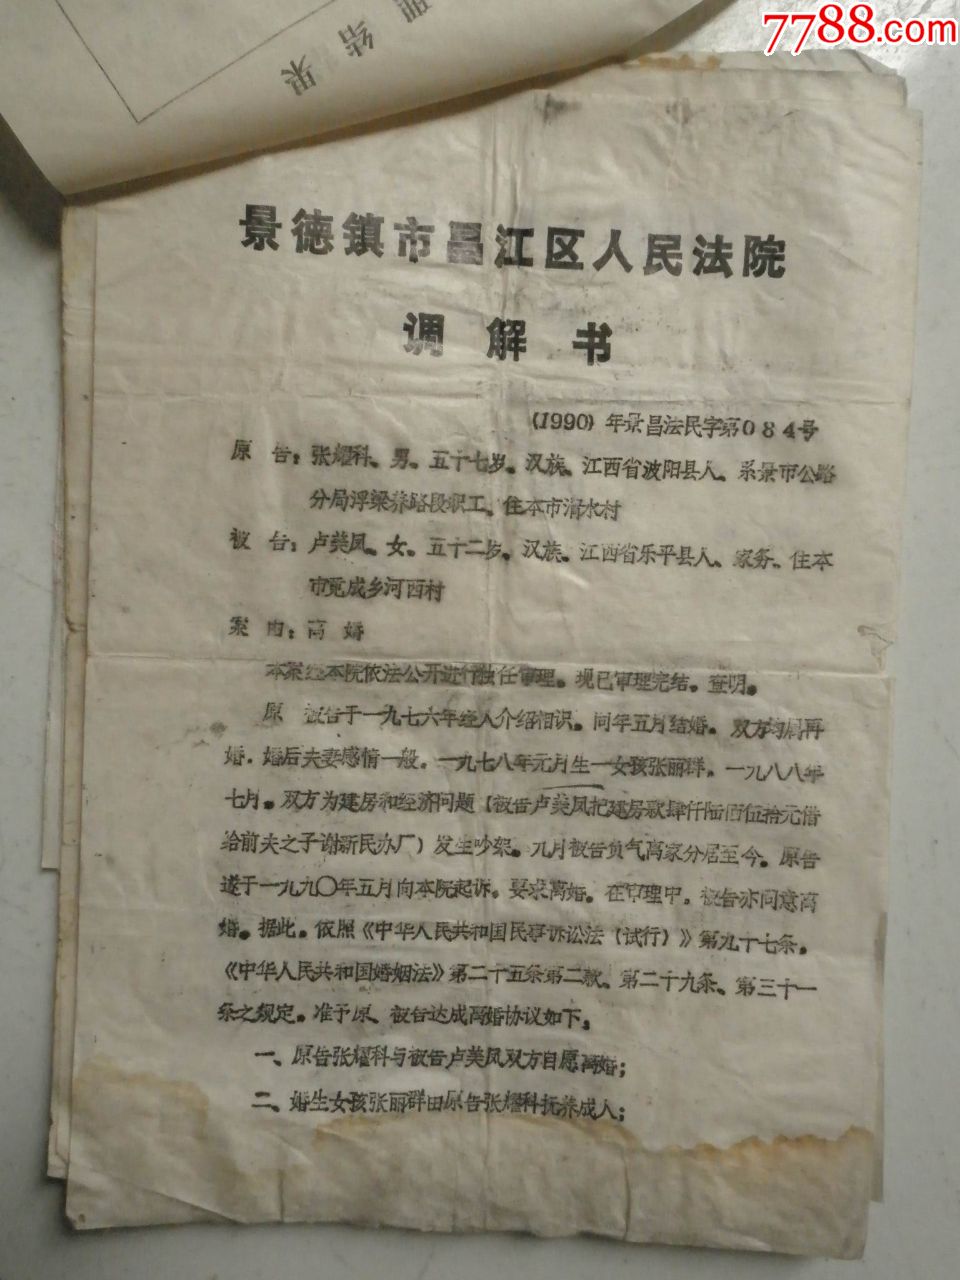 7788.com
理
结
果
景德镇市昌江区人民法院
调解书
(1990)年景昌法民字第084号
原告：张耀科、男、五十七岁、汉族、江西省波阳县人、系景市公路
分局浮梁养路段职工、住本市清水村
被告：卢美凤、女、五十二岁、汉族、江西省乐平县人、家务、住本
市竟成乡河西村
案由：离婚
本案经本院依法公开进行独任审理。现已审理完结。查明。
原 被告于一九七六年经人介绍相识。同年五月结婚。双方均属再
婚。婚后夫妻感情一般。一九七八年元月生一女孩张丽群。一九八八年
七月。双方为建房和经济问题（被告卢美凤把建房款肆仟陆佰伍拾元借
给前夫之子谢新民办厂）发生吵架。九月被告负气离家分居至今。原告
遂于一九九〇年五月向本院起诉。要求离婚。在审理中。被告亦同意离
婚。据此。依照《中华人民共和国民事诉讼法（试行）》第九十七条。
《中华人民共和国婚姻法》第二十五条第二款、第二十九条、第三十一
条之规定。准予原、被告达成离婚协议如下。
一、原告张耀科与被告卢美凤双方自愿离婚；
二、婚生女孩张丽群由原告张耀科抚养成人；